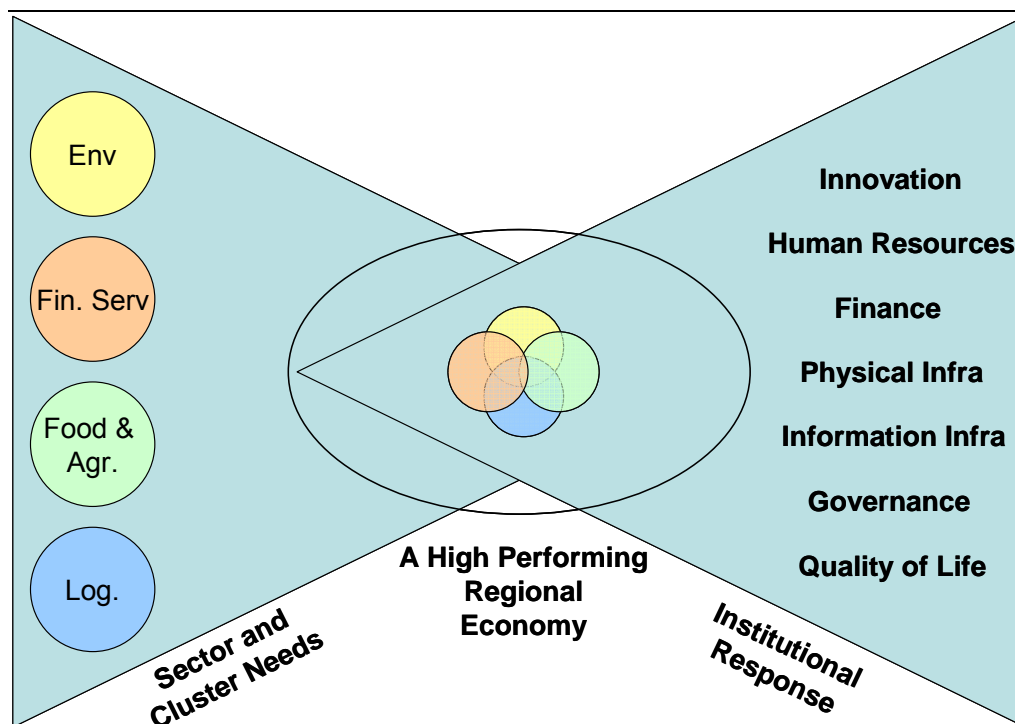 Env
Fin. Serv
Food &
Agr.
Log.
Sector and
Cluster Needs
A High Performing
Regional
Economy
Innovation
Human Resources
Finance
Physical Infra
Information Infra
Governance
Quality of Life
Institutional
Response